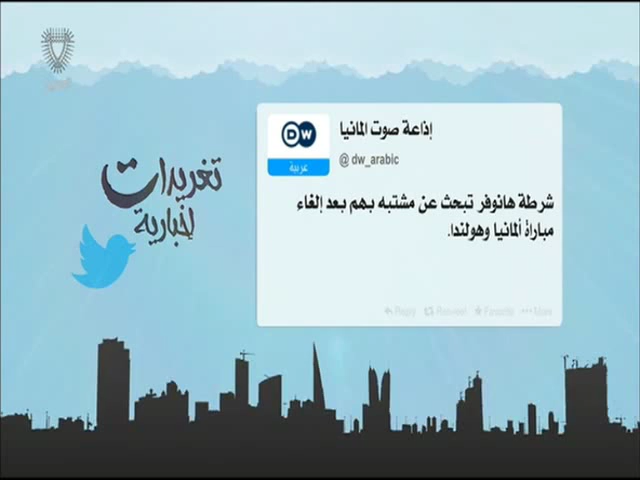 تغريدات
إخبارية
DW
عربية
إذاعة صوت المانيا
@ dw_arabic
شرطة هانوفر تبحث عن مشتبه بهم بعد إلغاء
مباراة ألمانيا وهولندا.
Reply Retweet Favorite ••• More